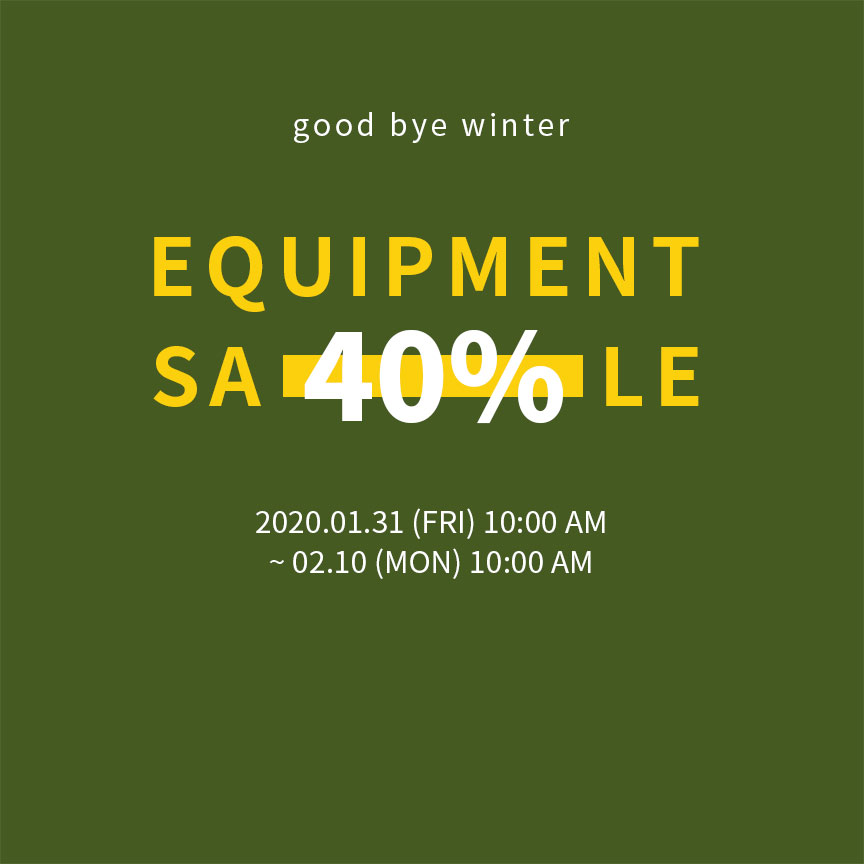 good bye winter
EQUIPMENT
SA 40% LE
2020.01.31 (FRI) 10:00 AM
~ 02.10 (MON) 10:00 AM